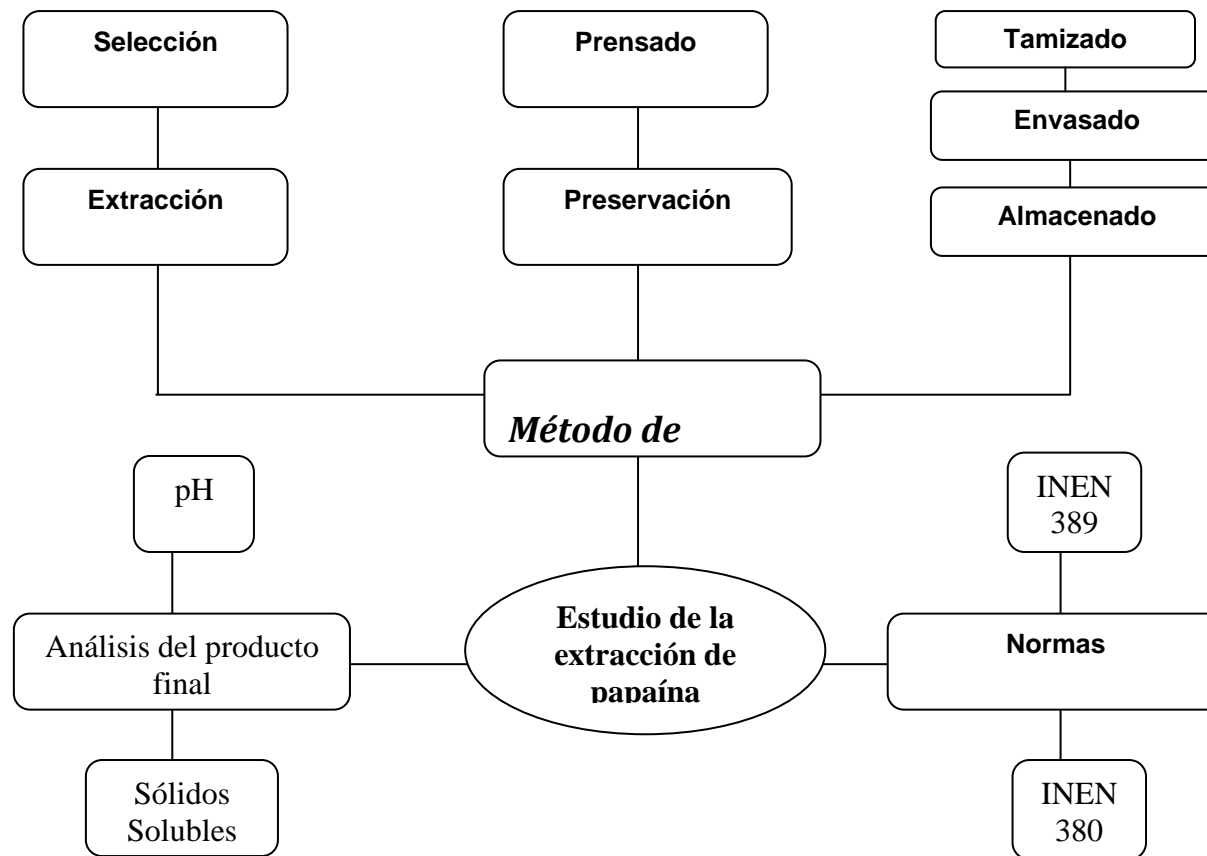 Selección
Prensado
Tamizado
Envasado
Extracción
Preservación
Almacenado
Método de
pH
INEN
389
Análisis del producto
final
Estudio de la
extracción de
papaína
Normas
Sólidos
Solubles
INEN
380